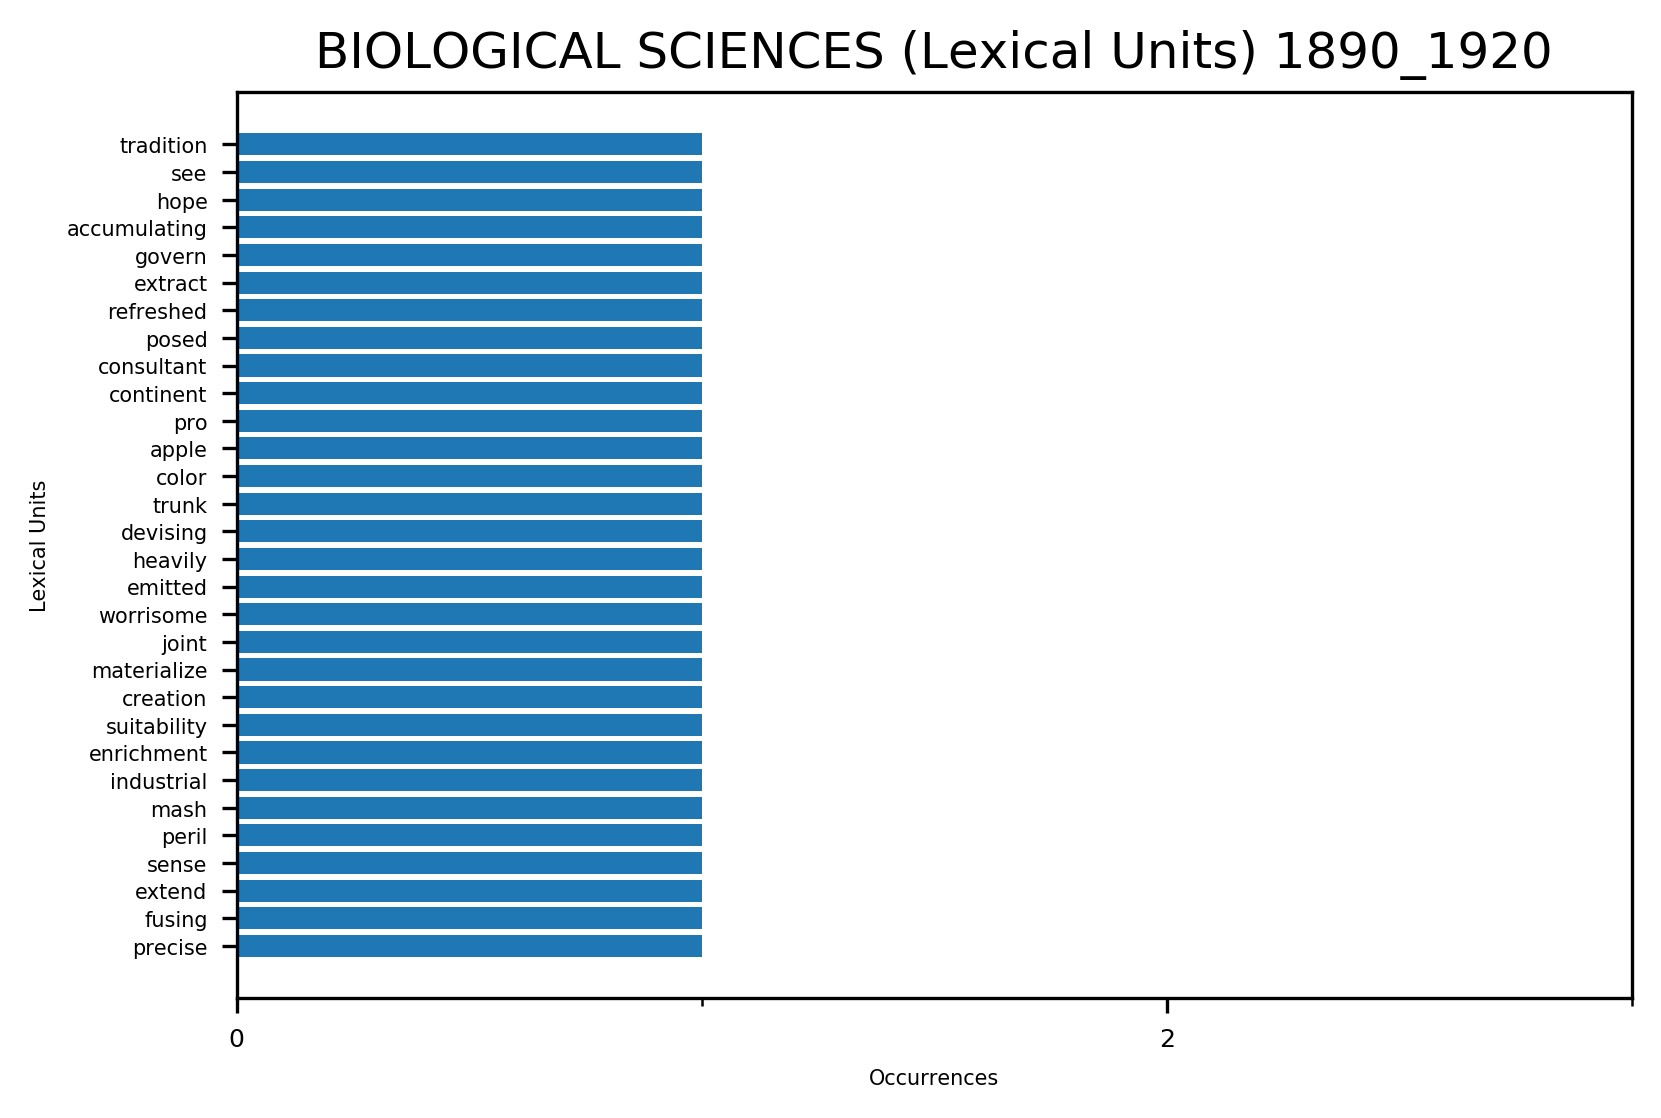 BIOLOGICAL SCIENCES (Lexical Units) 1890_1920
tradition
see
hope
accumulating
govern
extract
refreshed
posed
consultant
continent
pro
apple
color
trunk
devising
heavily
emitted
worrisome
joint
materialize
creation
suitability
enrichment
industrial
mash
peril
sense
extend
fusing
precise
Lexical Units
0 2
Occurrences